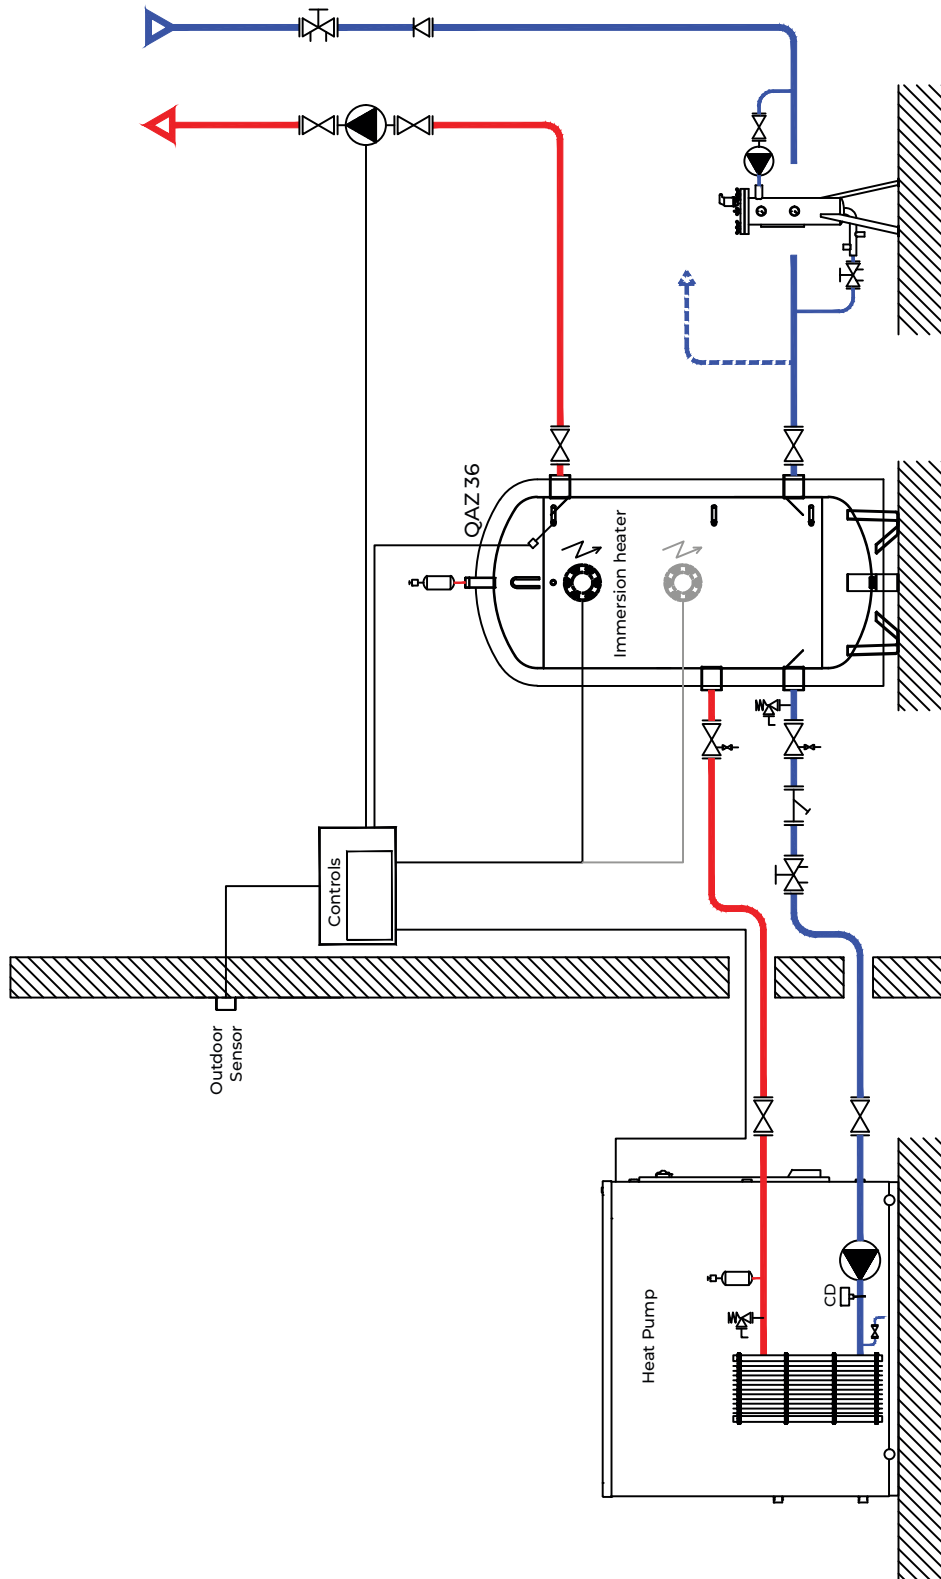 Heat Pump
CD
Outdoor
Sensor
Controls
QAZ 36
Immersion heater